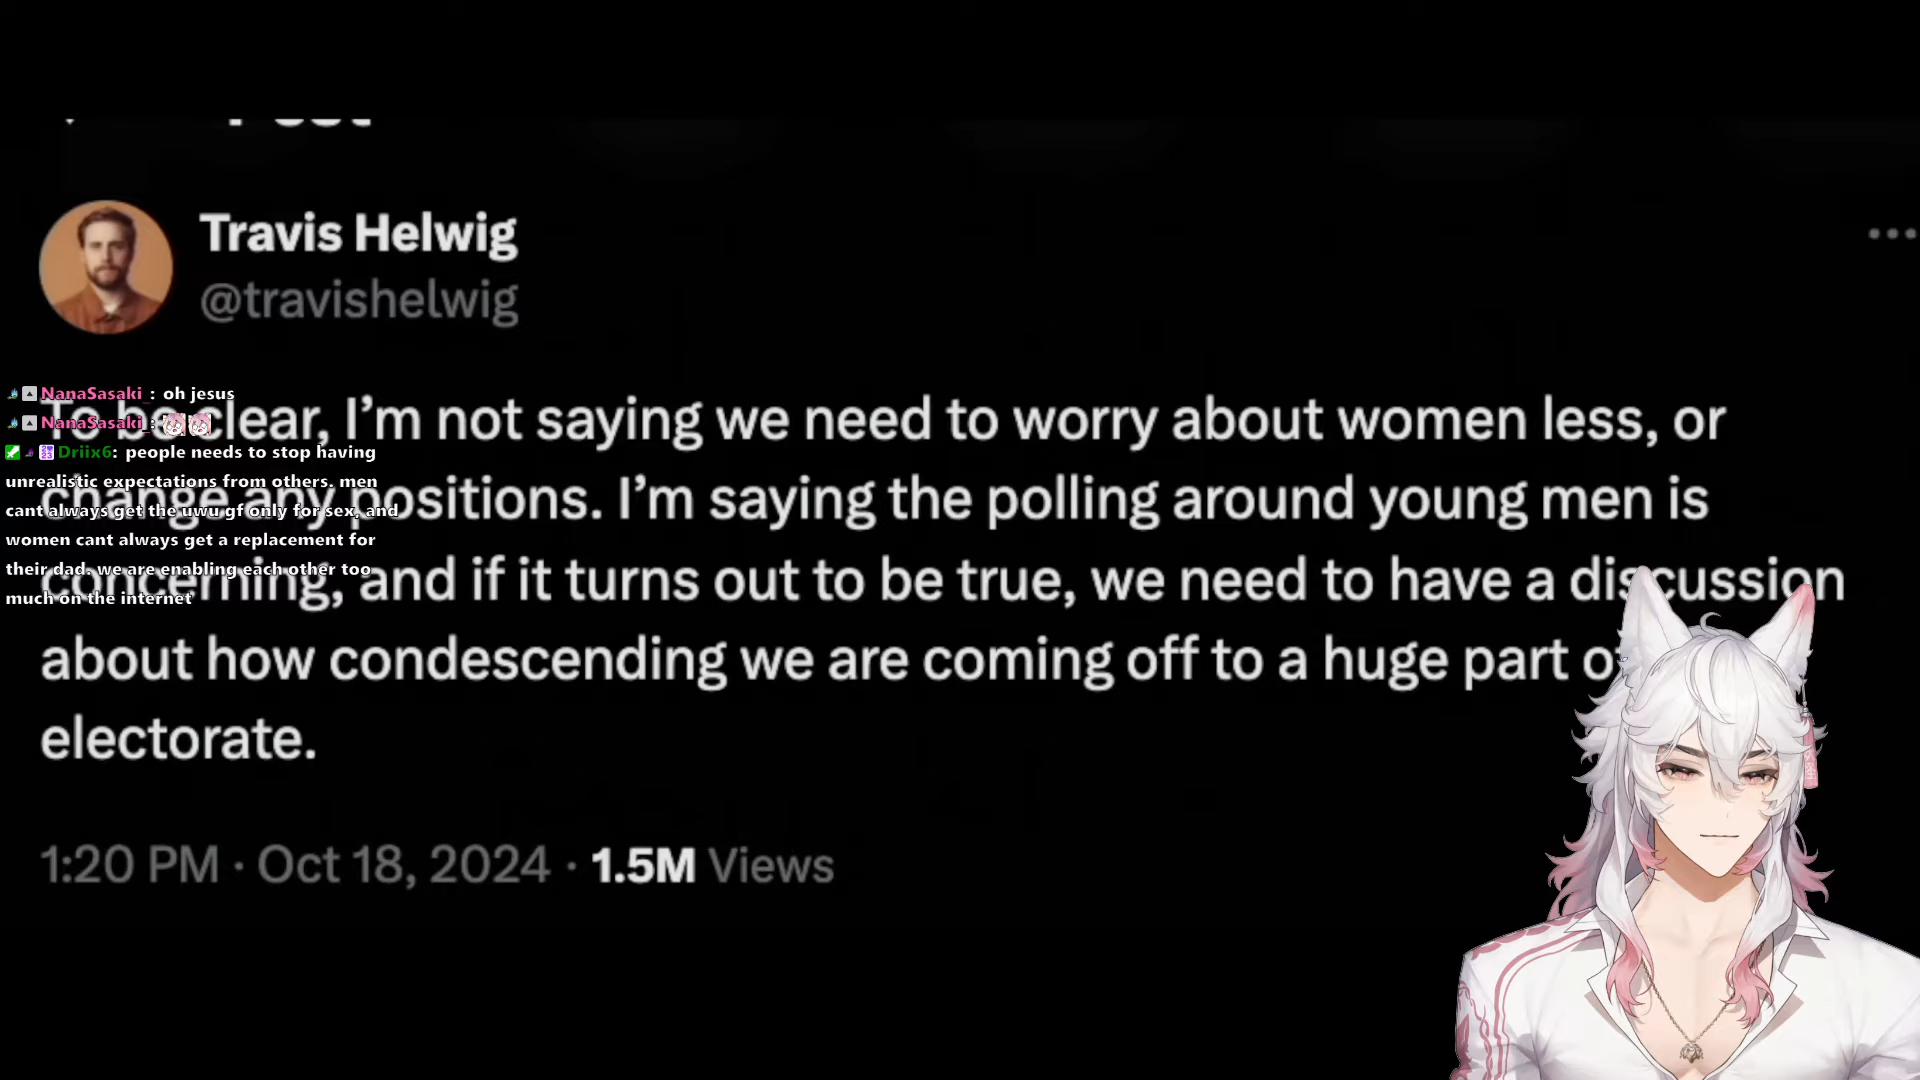 Post
Travis Helwig
@travishelwig
NanaSasaki_: oh jesus
NanaSasaki_:
Driix6: people needs to stop having
unrealistic expectations from others. men
cant always get the uwu gf only for sex, and
women cant always get a replacement for
their dad. we are enabling each other too
much on the internet
To be clear, I’m not saying we need to worry about women less, or
change any positions. I’m saying the polling around young men is
concerning, and if it turns out to be true, we need to have a discussion
about how condescending we are coming off to a huge part of
electorate.
1:20 PM · Oct 18, 2024 · 1.5M Views